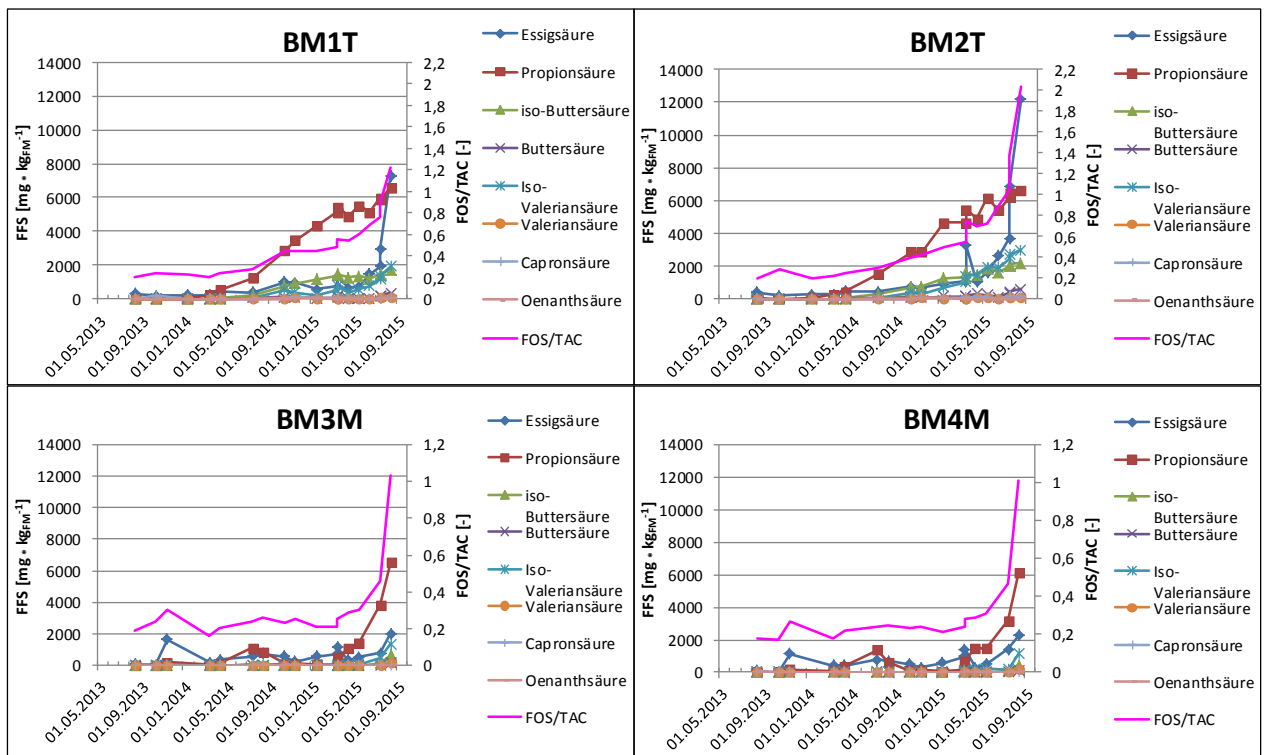 BM1T
14000
12000
10000
8000
6000
4000
2000
0
FFS [mg • kgFM⁻¹]
2,2
2
1,8
1,6
1,4
1,2
1
0,8
0,6
0,4
0,2
0
FOS/TAC [-]
01.05.2013
01.09.2013
01.01.2014
01.05.2014
01.09.2014
01.01.2015
01.05.2015
01.09.2015
Essigsäure
Propionsäure
iso-Buttersäure
Buttersäure
Iso-
Valeriansäure
Valeriansäure
Capronsäure
Oenanthsäure
FOS/TAC
BM2T
14000
12000
10000
8000
6000
4000
2000
0
FFS [mg • kgFM⁻¹]
2,2
2
1,8
1,6
1,4
1,2
1
0,8
0,6
0,4
0,2
0
FOS/TAC [-]
01.05.2013
01.09.2013
01.01.2014
01.05.2014
01.09.2014
01.01.2015
01.05.2015
01.09.2015
Essigsäure
Propionsäure
iso-
Buttersäure
Buttersäure
Iso-
Valeriansäure
Valeriansäure
Capronsäure
Oenanthsäure
FOS/TAC
BM3M
14000
12000
10000
8000
6000
4000
2000
0
FFS [mg • kgFM⁻¹]
1,2
1
0,8
0,6
0,4
0,2
0
FOS/TAC [-]
01.05.2013
01.09.2013
01.01.2014
01.05.2014
01.09.2014
01.01.2015
01.05.2015
01.09.2015
Essigsäure
Propionsäure
iso-
Buttersäure
Buttersäure
Iso-
Valeriansäure
Valeriansäure
Capronsäure
Oenanthsäure
FOS/TAC
BM4M
14000
12000
10000
8000
6000
4000
2000
0
FFS [mg • kgFM⁻¹]
1,2
1
0,8
0,6
0,4
0,2
0
FOS/TAC [-]
01.05.2013
01.09.2013
01.01.2014
01.05.2014
01.09.2014
01.01.2015
01.05.2015
01.09.2015
Essigsäure
Propionsäure
iso-
Buttersäure
Buttersäure
Iso-
Valeriansäure
Valeriansäure
Capronsäure
Oenanthsäure
FOS/TAC